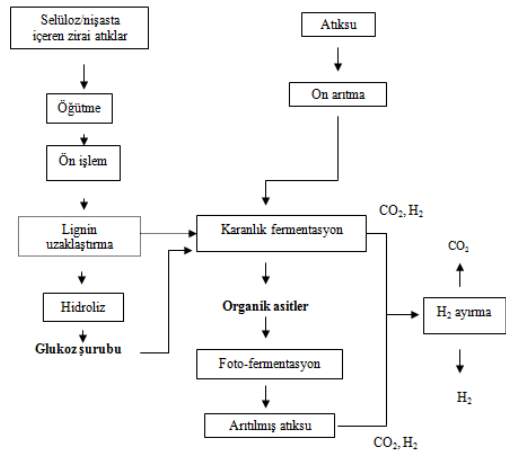 Selüloz/nişasta
içeren zirai atıklar
Öğütme
Ön işlem
Lignin
uzaklaştırma
Hidroliz
Glukoz şurubu
Atıksu
On arıtma
Karanlık fermentasyon
Organik asitler
Foto-fermentasyon
Arıtılmış atıksu
CO₂, H₂
CO₂, H₂
CO₂
H₂ ayırma
H₂